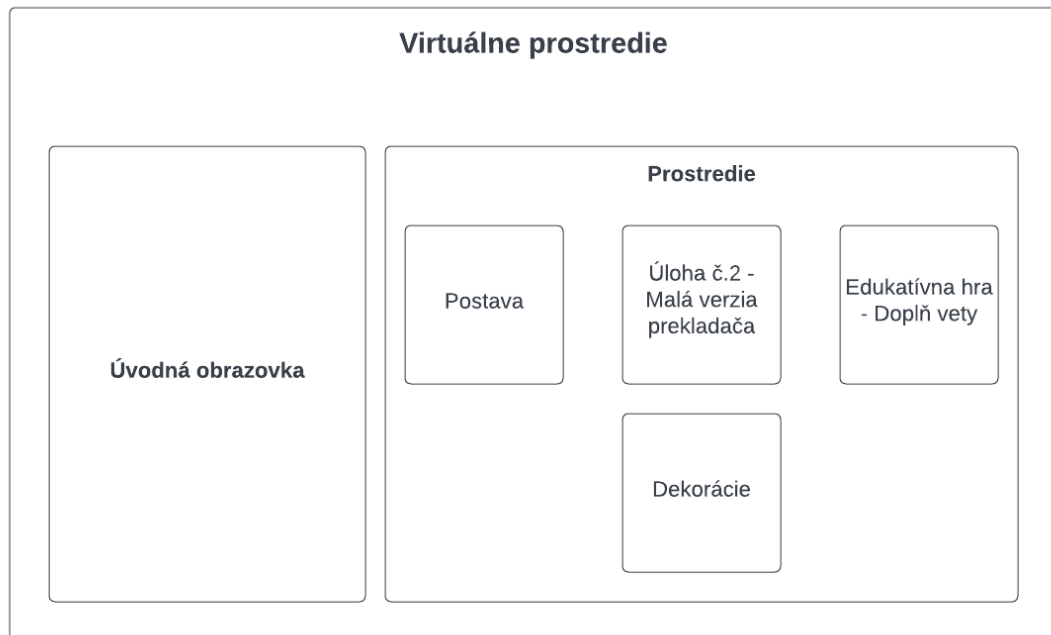 Virtuálne prostredie
Úvodná obrazovka
Prostredie
Postava
Úloha č.2 -
Malá verzia
prekladača
Edukatívna hra
- Doplň vety
Dekorácie